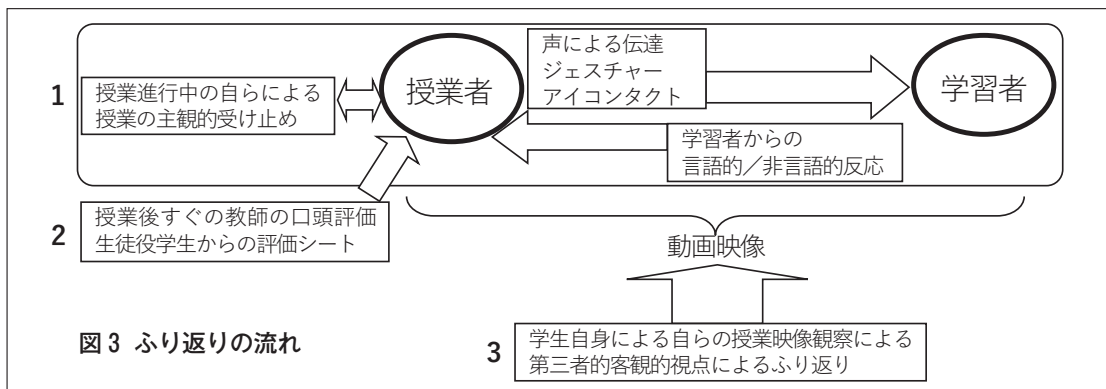 1
授業進行中の自らによる
授業の主観的受け止め
授業者
声による伝達
ジェスチャー
アイコンタクト
学習者
学習者からの
言語的／非言語的反応
2
授業後すぐの教師の口頭評価
生徒役学生からの評価シート
動画映像
3
学生自身による自らの授業映像観察による
第三者的客観的視点によるふり返り
図3 ふり返りの流れ